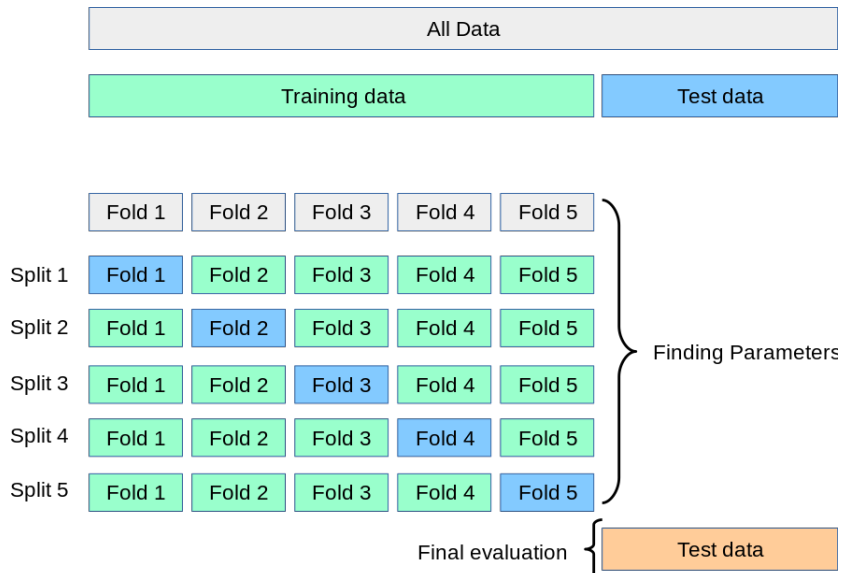 All Data
Training data Test data
Fold 1 Fold 2 Fold 3 Fold 4 Fold 5
Split 1 Fold 1 Fold 2 Fold 3 Fold 4 Fold 5
Split 2 Fold 1 Fold 2 Fold 3 Fold 4 Fold 5
Finding Parameters
Split 3 Fold 1 Fold 2 Fold 3 Fold 4 Fold 5
Split 4 Fold 1 Fold 2 Fold 3 Fold 4 Fold 5
Split 5 Fold 1 Fold 2 Fold 3 Fold 4 Fold 5
Final evaluation Test data